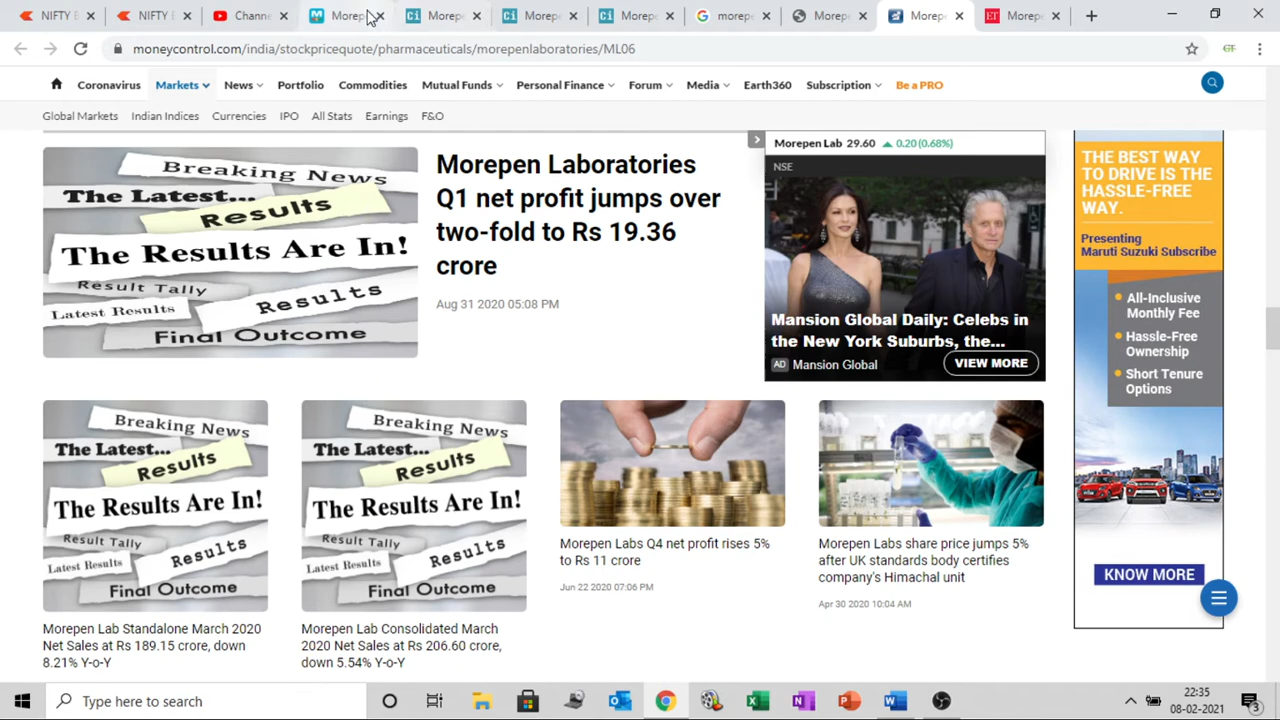 NIFTY B
NIFTY B
Channe
Morepe
Morepe
Morepe
Morepe
morepe
Morepe
Morepe
Morepe
moneycontrol.com/india/stockpricequote/pharmaceuticals/morepenlaboratories/ML06
Coronavirus Markets News Portfolio Commodities Mutual Funds Personal Finance Forum Media Earth360 Subscription Be a PRO
Global Markets Indian Indices Currencies IPO All Stats Earnings F&O
Breaking News
The Latest...
Results
The Results Are In!
Result Tally
Results
Latest Results
Final Outcome
Morepen Laboratories
Q1 net profit jumps over
two-fold to Rs 19.36
crore
Aug 31 2020 05:08 PM
Morepen Lab 29.60 0.20 (0.68%)
NSE
Mansion Global Daily: Celebs in
the New York Suburbs, the...
AD Mansion Global
VIEW MORE
THE BEST WAY
TO DRIVE IS THE
HASSLE-FREE
WAY.
Presenting
Maruti Suzuki Subscribe
All-Inclusive
Monthly Fee
Hassle-Free
Ownership
Short Tenure
Options
KNOW MORE
Breaking News
The Latest...
Results
The Results Are In!
Result Tally
Results
Latest Results
Final Outcome
Morepen Lab Standalone March 2020
Net Sales at Rs 189.15 crore, down
8.21% Y-o-Y
Breaking News
The Latest...
Results
The Results Are In!
Result Tally
Results
Latest Results
Final Outcome
Morepen Lab Consolidated March
2020 Net Sales at Rs 206.60 crore,
down 5.54% Y-o-Y
Morepen Labs Q4 net profit rises 5%
to Rs 11 crore
Jun 22 2020 07:06 PM
Morepen Labs share price jumps 5%
after UK standards body certifies
company's Himachal unit
Apr 30 2020 10:04 AM
Type here to search
22:35
08-02-2021
3